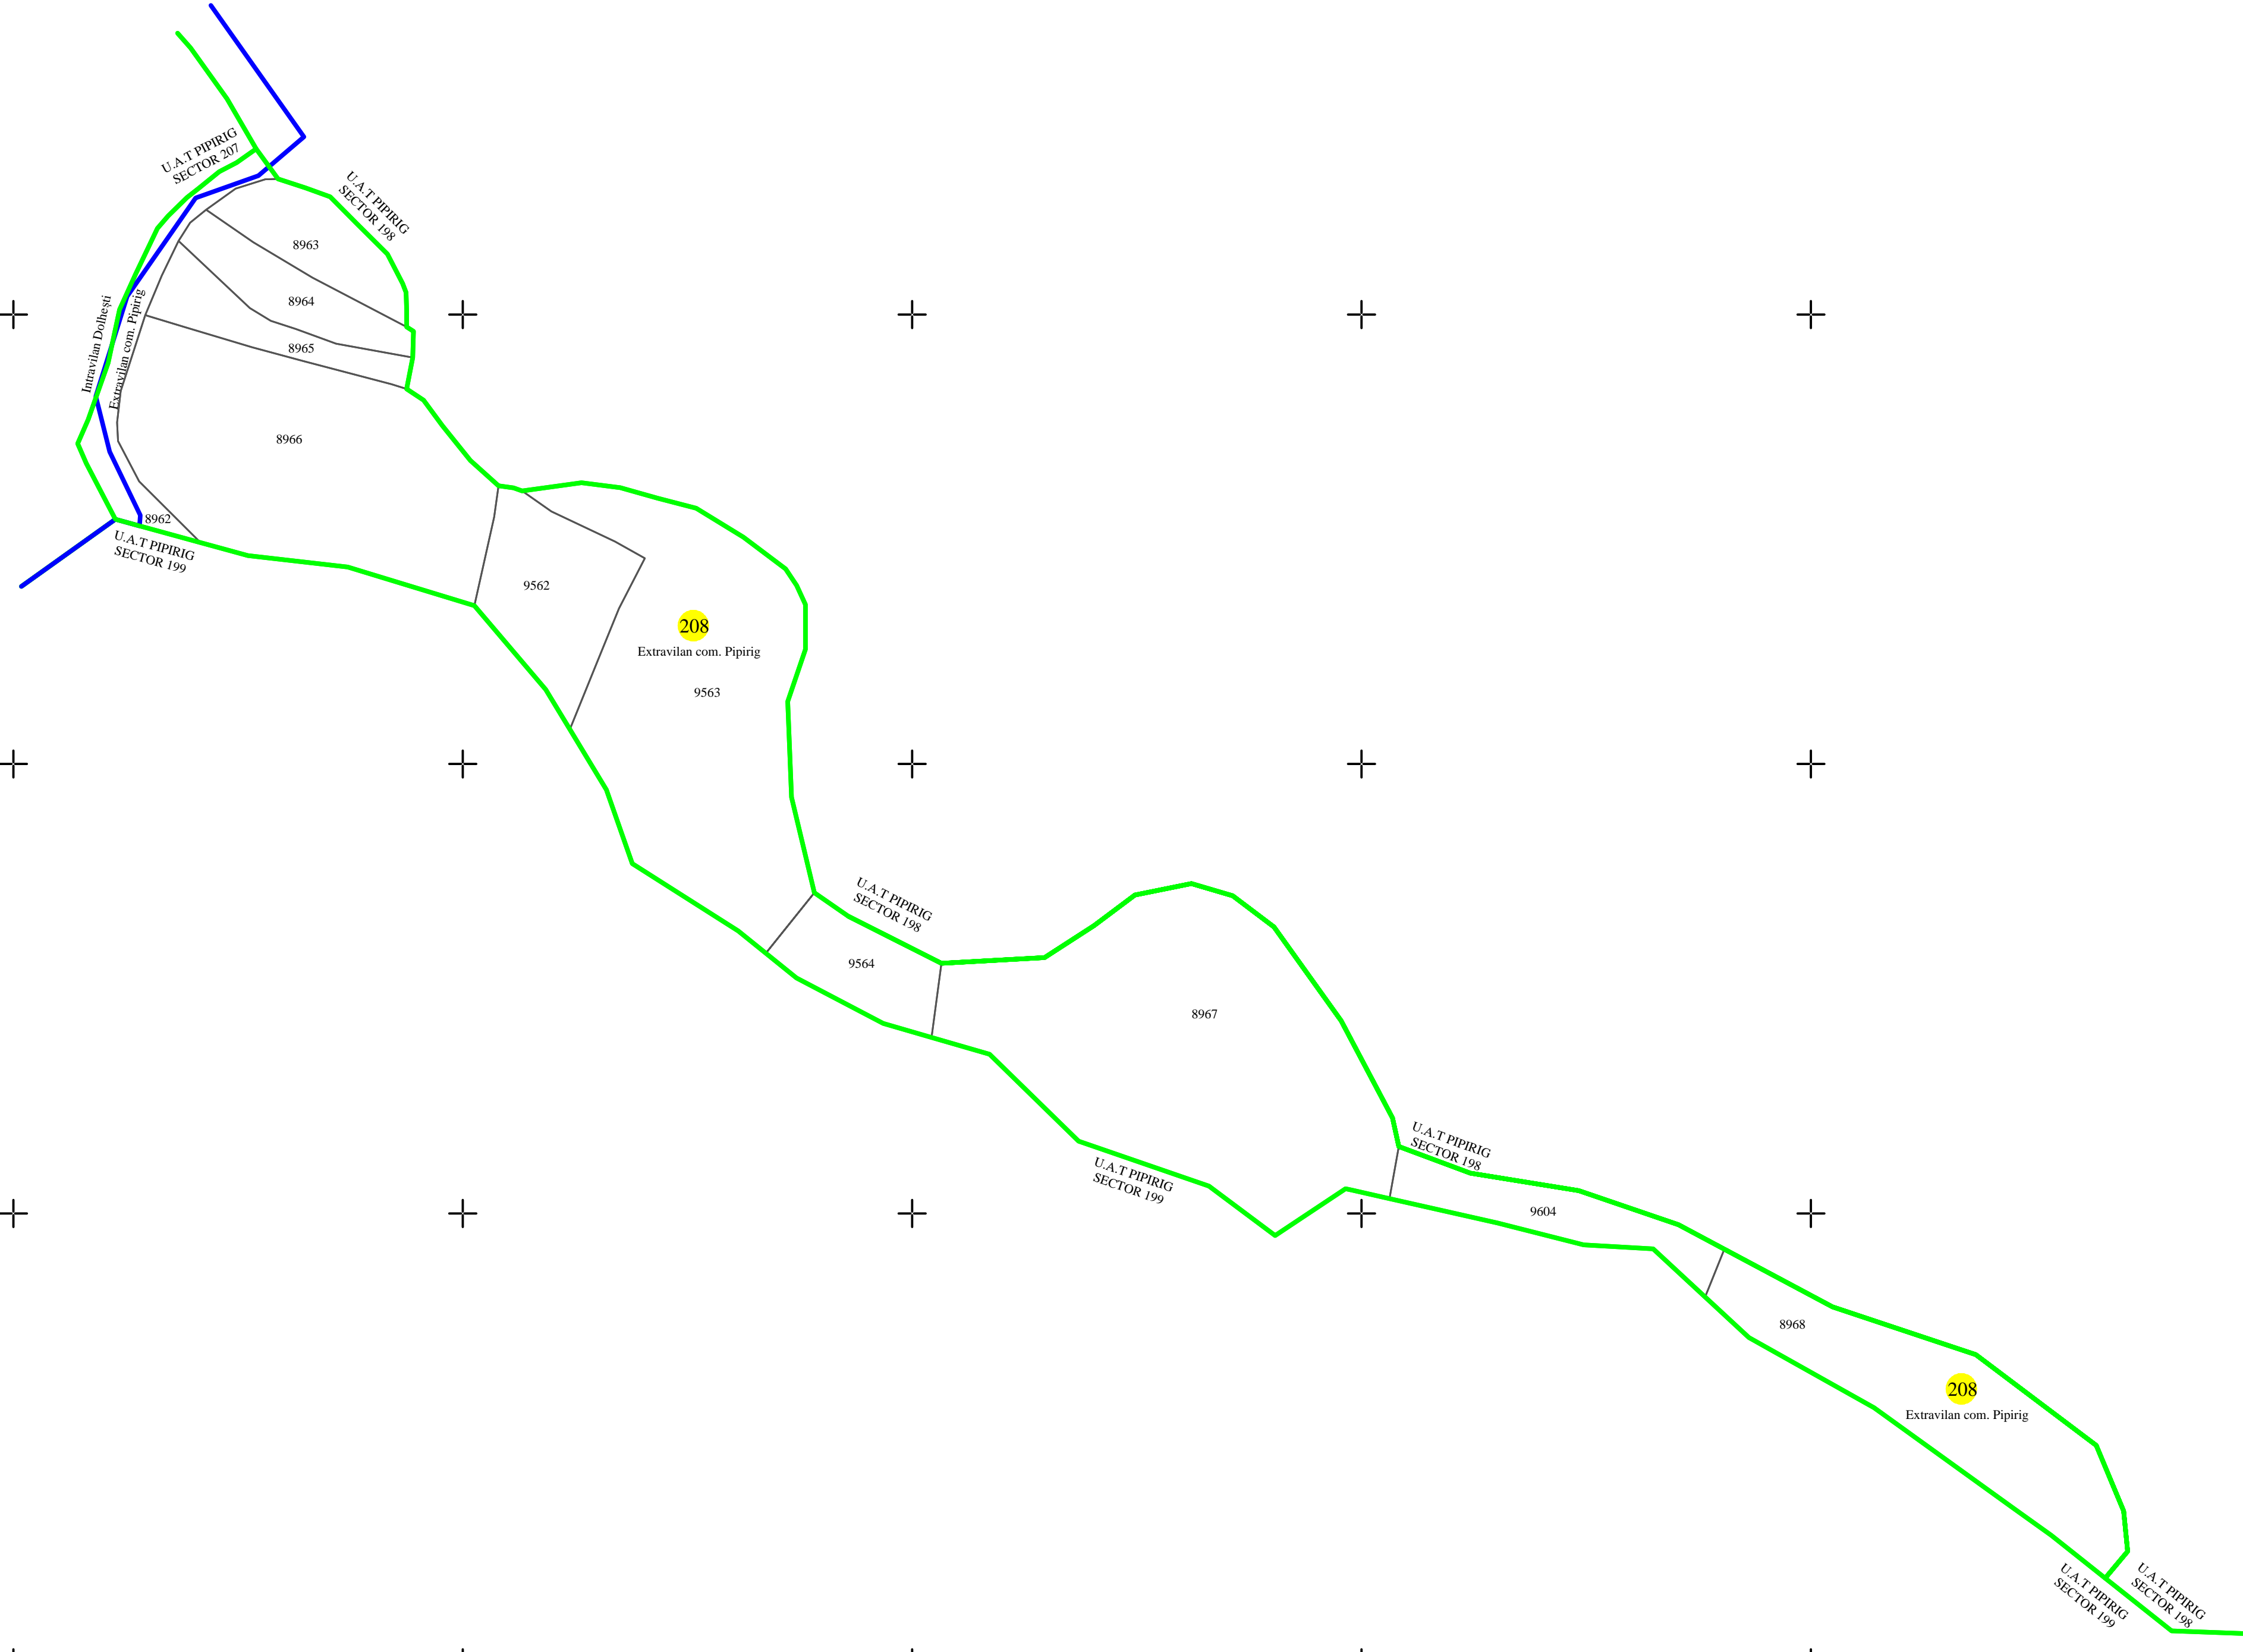 U.A.T PIPIRIG
SECTOR 207
U.A.T PIPIRIG
SECTOR 198
8963
8964
8965
Intravilan Dolhești
Extravilan com. Pipirig
8966
8962
U.A.T PIPIRIG
SECTOR 199
9562
208
Extravilan com. Pipirig
9563
U.A.T PIPIRIG
SECTOR 198
9564
8967
U.A.T PIPIRIG
SECTOR 198
U.A.T PIPIRIG
SECTOR 199
9604
8968
208
Extravilan com. Pipirig
U.A.T PIPIRIG
SECTOR 199
U.A.T PIPIRIG
SECTOR 198